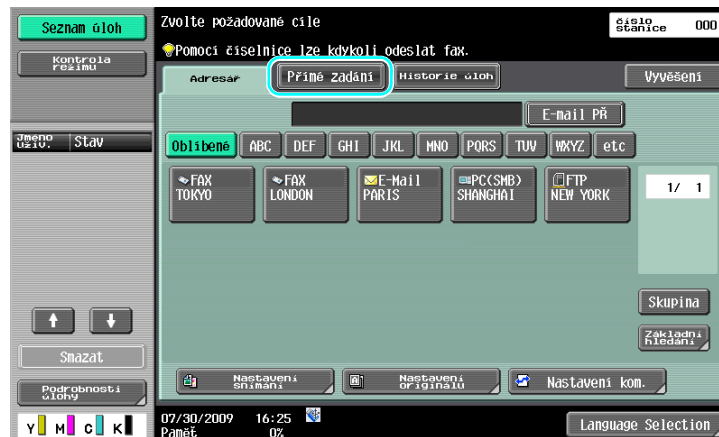 Seznam úloh
Kontrola
režimu
Jméno
uživ.
Stav
Smazat
Podrobnosti
úlohy
Y M C K
Zvolte požadované cíle
číslo
stanice
000
Pomocí číselnice lze kdykoli odeslat fax.
Adresář
Přímé zadání
Historie úloh
Vyvěšení
E-mail PŘ
Oblíbené ABC DEF GHI JKL MNO PQRS TUV WXYZ etc
FAX
TOKYO
FAX
LONDON
E-Mail
PARIS
PC(SMB)
SHANGHAI
FTP
NEW YORK
1/ 1
Skupina
Základní
hledání
Nastavení
snímání
Nastavení
originálu
Nastavení kom.
07/30/2009 16:25
Paměť 0%
Language Selection